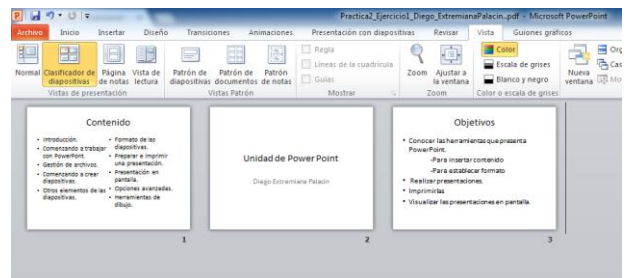 Practica2_Ejercicio1_Diego_ExtremianaPalacin_.pdf - Microsoft PowerPoint
Archivo Inicio Insertar Diseño Transiciones Animaciones Presentación con diapositivas Revisar Vista Guiones gráficos
Normal Clasificador de diapositivas Página de notas Vista de lectura
Vistas de presentación
Patrón de diapositivas Patrón de documentos Patrón de notas
Vistas Patrón
Regla
Líneas de la cuadrícula
Guías
Mostrar
Zoom Ajustar a la ventana
Zoom
Color
Escala de grises
Blanco y negro
Color o escala de grises
Nueva ventana
Org
Cas
Mo
Contenido
• Introducción.
• Comenzando a trabajar
con PowerPoint.
• Gestión de archivos.
• Comenzando a crear
diapositivas.
• Otros elementos de las
diapositivas.
• Formato de las
diapositivas.
• Preparar e imprimir
una presentación.
• Presentación en
pantalla.
• Opciones avanzadas.
• Herramientas de
dibujo.
1
Unidad de Power Point
Diego Extremiana Palacín
2
Objetivos
• Conocer las herramientas que presenta
PowerPoint.
-Para insertar contenido
-Para establecer formato
• Realizar presentaciones.
• Imprimirlas
• Visualizar las presentaciones en pantalla.
3